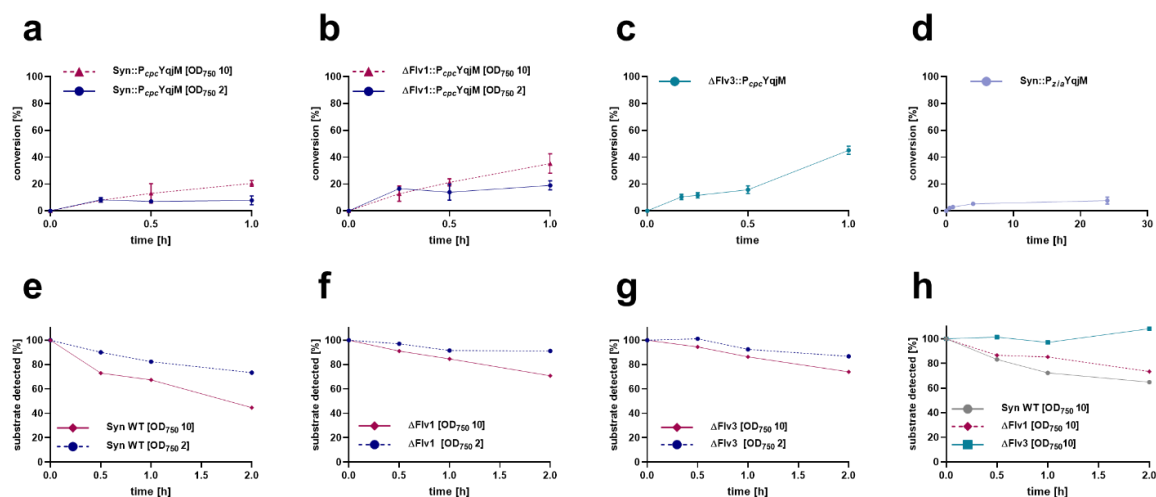 a
Syn::PcpcYqjM [OD750 10]
Syn::PcpcYqjM [OD750 2]
conversion [%]
100
80
60
40
20
0
0.0 0.5 1.0
time [h]
b
ΔFlv1::PcpcYqjM [OD750 10]
ΔFlv1::PcpcYqjM [OD750 2]
conversion [%]
100
80
60
40
20
0
0.0 0.5 1.0
time [h]
c
ΔFlv3::PcpcYqjM
conversion [%]
100
80
60
40
20
0
0.0 0.5 1.0
time
d
Syn::PziaYqjM
conversion [%]
100
80
60
40
20
0
0 10 20 30
time [h]
e
substrate detected [%]
100
80
60
40
20
0
Syn WT [OD750 10]
Syn WT [OD750 2]
0.0 0.5 1.0 1.5 2.0
time [h]
f
substrate detected [%]
100
80
60
40
20
0
ΔFlv1 [OD750 10]
ΔFlv1 [OD750 2]
0.0 0.5 1.0 1.5 2.0
time [h]
g
substrate detected [%]
100
80
60
40
20
0
ΔFlv3 [OD750 10]
ΔFlv3 [OD750 2]
0.0 0.5 1.0 1.5 2.0
time [h]
h
substrate detected [%]
100
80
60
40
20
0
Syn WT [OD750 10]
ΔFlv1 [OD750 10]
ΔFlv3 [OD75010]
0.0 0.5 1.0 1.5 2.0
time [h]